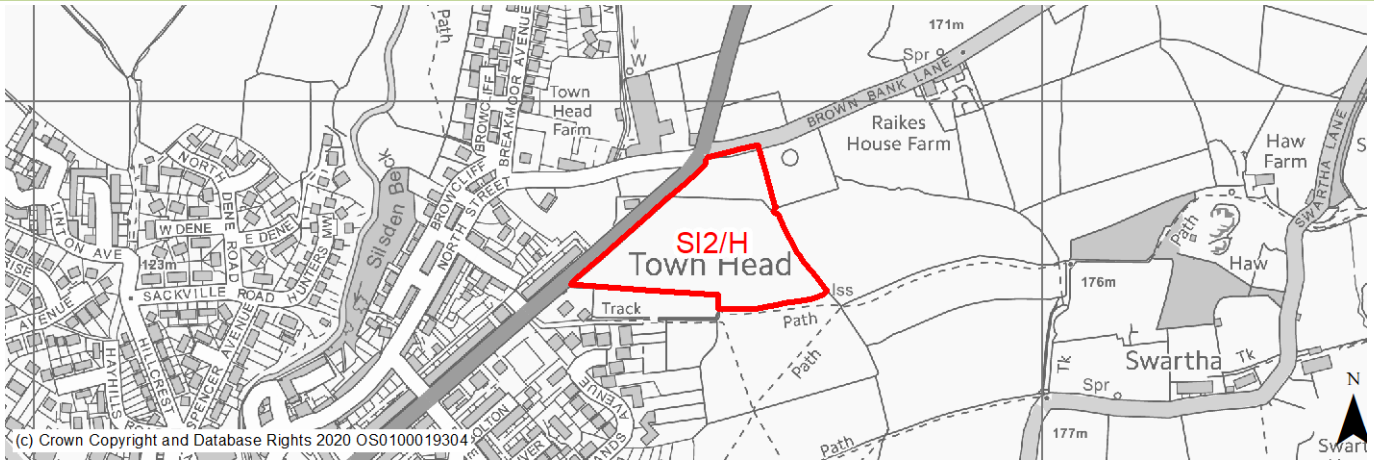 Path
171m
Spr
BROWN BANK LANE
W
Town
Head
Farm
BROWCLIFF
BREAKMOOR AVENUE
Raikes
House Farm
Haw
Farm
SWARTHA LANE
S
NORTH
DENE ROAD
W DENE
E DENE
LINTON AVE
Silsden Beck
BROWCLIFF
NORTH STREET
Path
SI2/H
Town Head
Haw
RISE
123m
HUNTERS
SACKVILLE ROAD
AVENUE
Iss
176m
Track
Path
HAYHILLS
HILLCREST
SPENCER AVENUE
Path
Tk
Swartha
Tk
Spr
N
AVENUE
Path
177m
(c) Crown Copyright and Database Rights 2020 OS0100019304